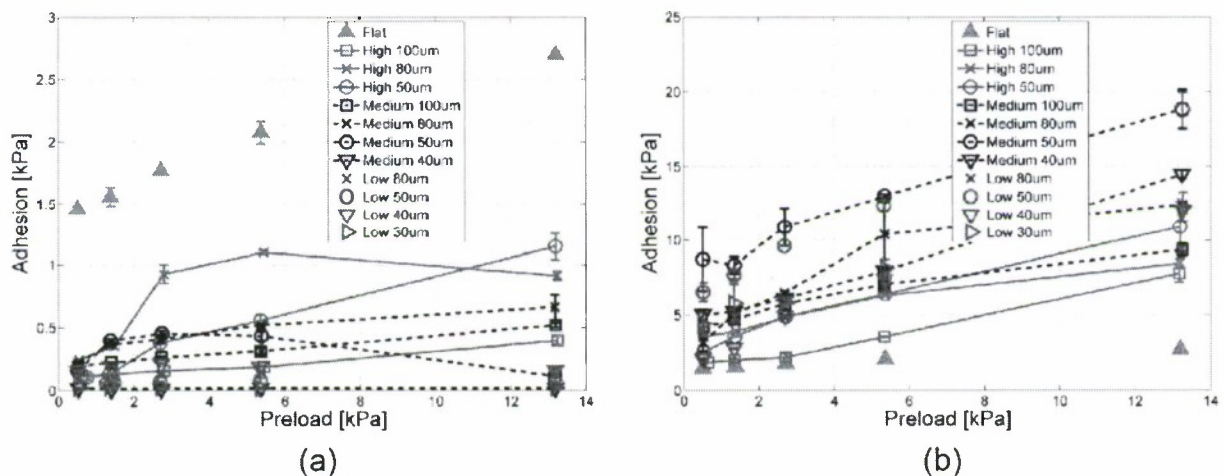 3
2.5
2
1.5
1
0.5
0
Adhesion [kPa]
0 2 4 6 8 10 12 14
Preload [kPa]
Flat
High 100um
High 80um
High 50um
Medium 100um
Medium 80um
Medium 50um
Medium 40um
Low 80um
Low 50um
Low 40um
Low 30um
(a)
25
20
15
10
5
0
Adhesion [kPa]
0 2 4 6 8 10 12 14
Preload [kPa]
Flat
High 100um
High 80um
High 50um
Medium 100um
Medium 80um
Medium 50um
Medium 40um
Low 80um
Low 50um
Low 40um
Low 30um
(b)